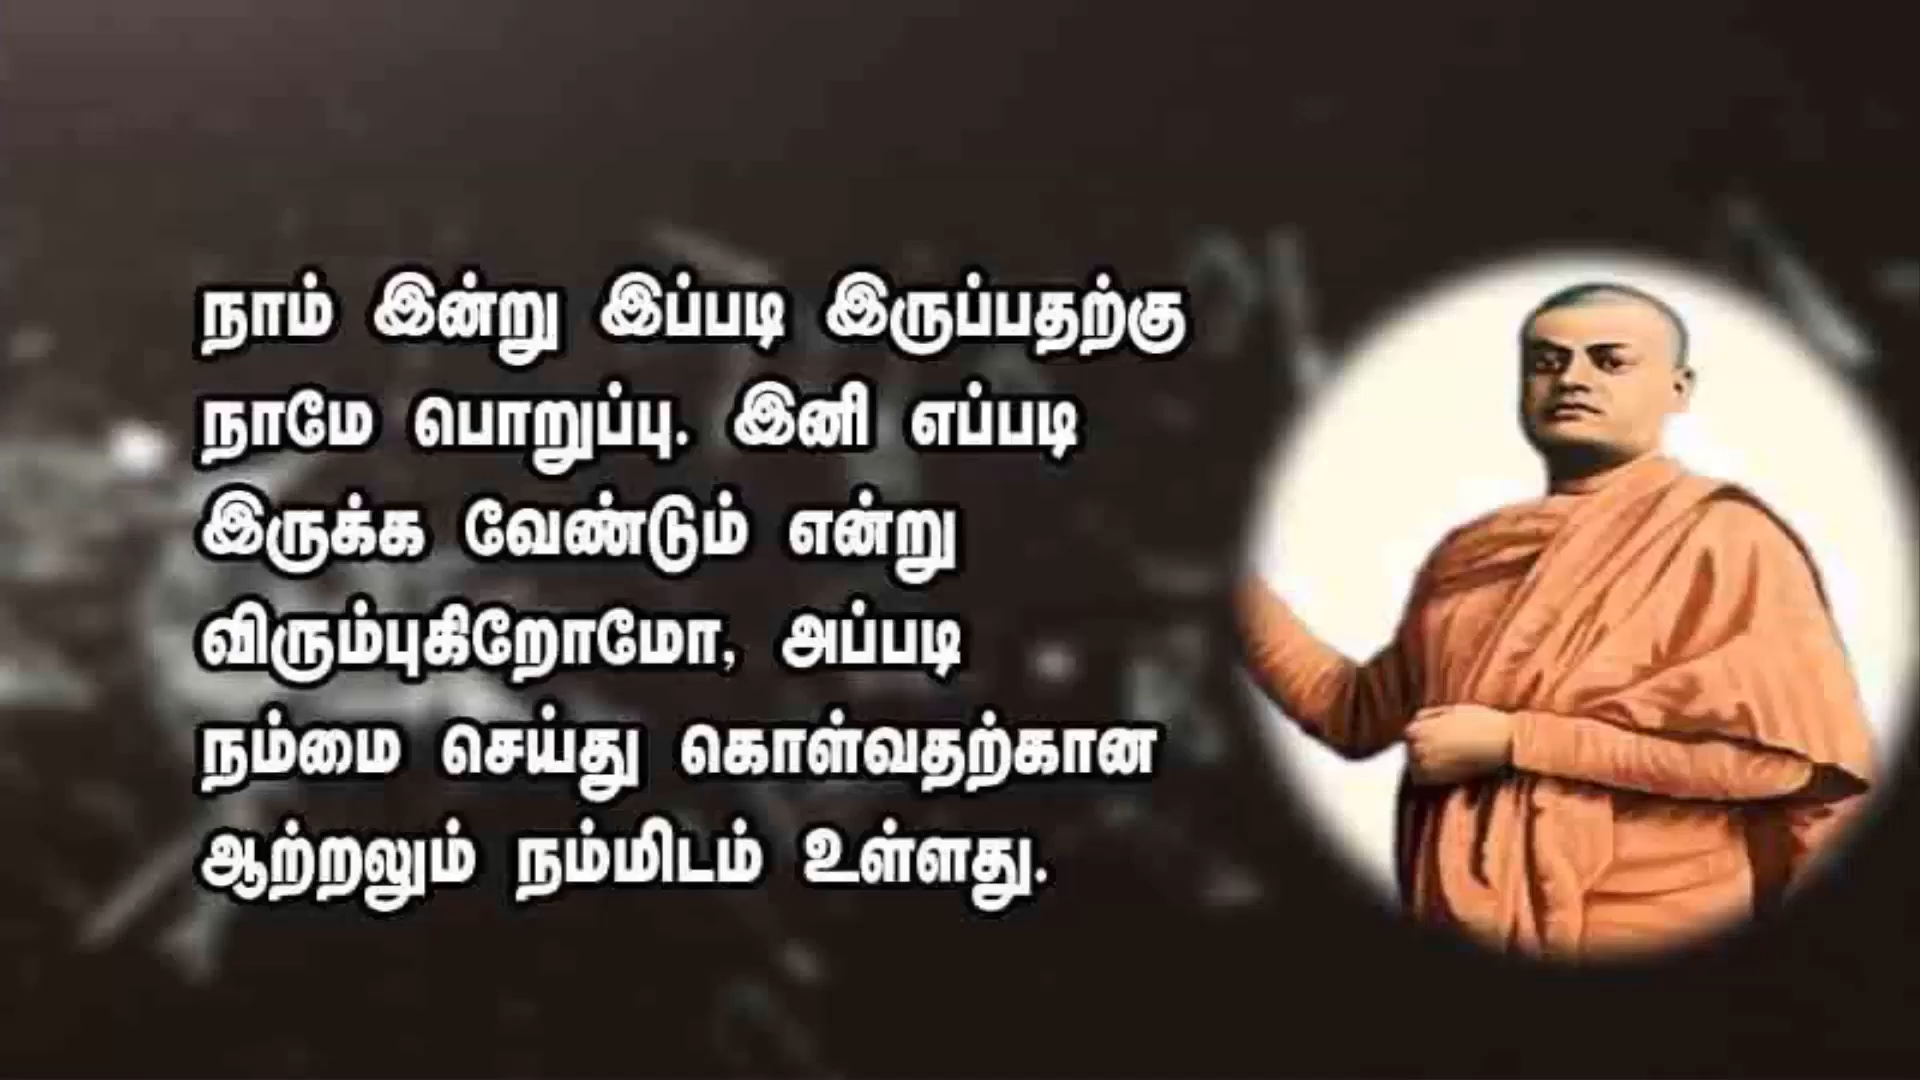 நாம் இன்று இப்படி இருப்பதற்கு
நாமே பொறுப்பு. இனி எப்படி
இருக்க வேண்டும் என்று
விரும்புகிறோமோ, அப்படி
நம்மை செய்து கொள்வதற்கான
ஆற்றலும் நம்மிடம் உள்ளது.